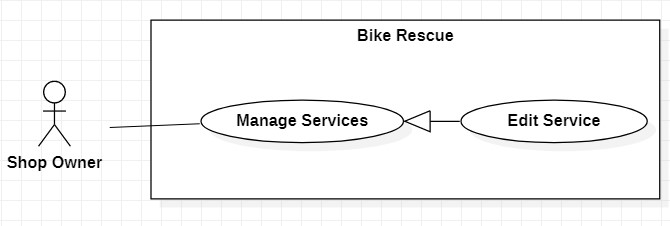 Bike Rescue
Manage Services
Edit Service
Shop Owner